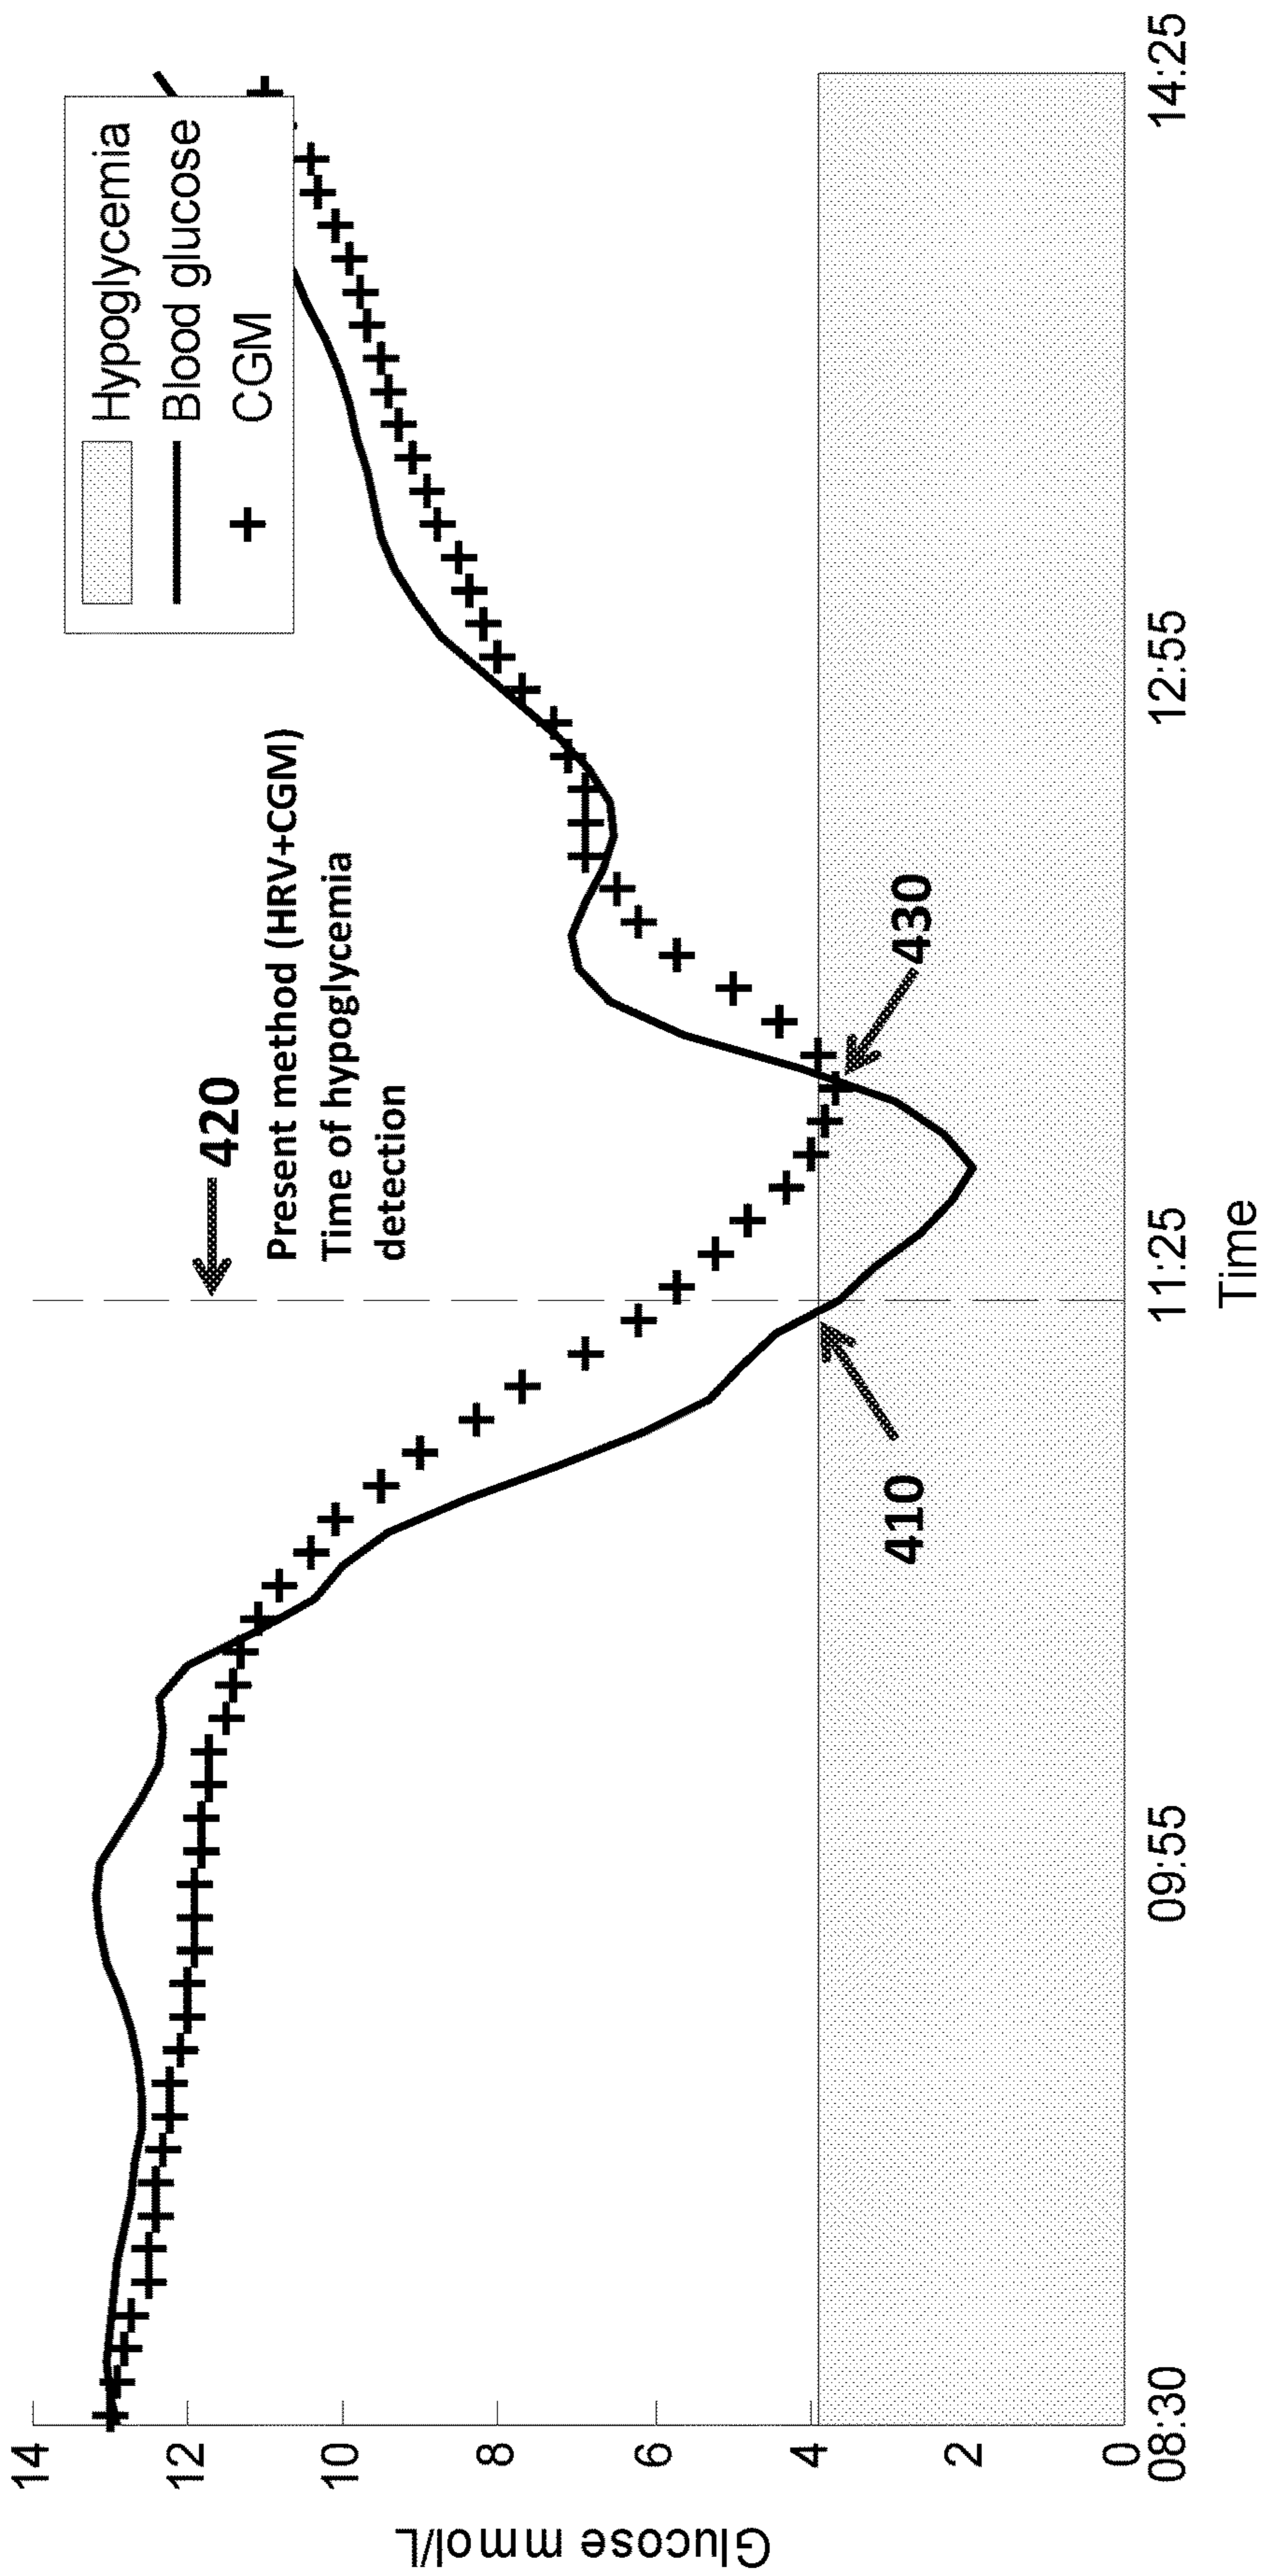 Hypoglycemia
Blood glucose
CGM
420
Present method (HRV+CGM)
Time of hypoglycemia
detection
410
430
Glucose mmol/L
14
12
10
8
6
4
2
0
08:30
09:55
11:25
12:55
14:25
Time